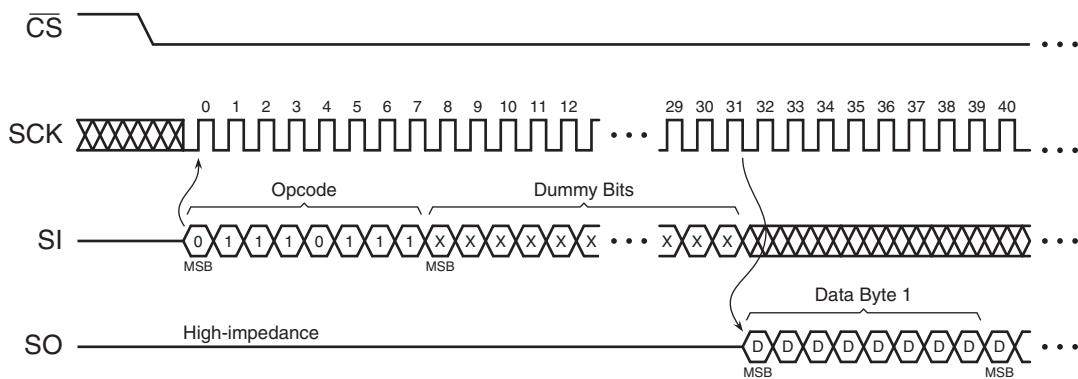 CS
0 1 2 3 4 5 6 7 8 9 10 11 12 29 30 31 32 33 34 35 36 37 38 39 40
SCK
Opcode Dummy Bits
SI 0 1 1 1 0 1 1 1 X X X X X X X X X
MSB MSB
Data Byte 1
High-impedance
SO D D D D D D D D D
MSB MSB